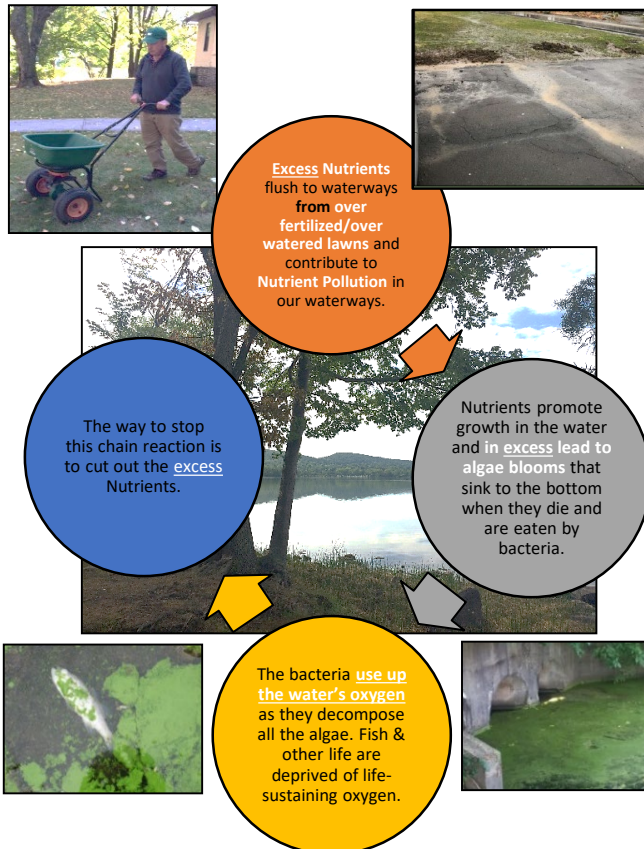 Excess Nutrients
flush to waterways
from over
fertilized/over
watered lawns and
contribute to
Nutrient Pollution in
our waterways.
Nutrients promote
growth in the water
and in excess lead to
algae blooms that
sink to the bottom
when they die and
are eaten by
bacteria.
The bacteria use up
the water's oxygen
as they decompose
all the algae. Fish &
other life are
deprived of life-
sustaining oxygen.
The way to stop
this chain reaction is
to cut out the excess
Nutrients.